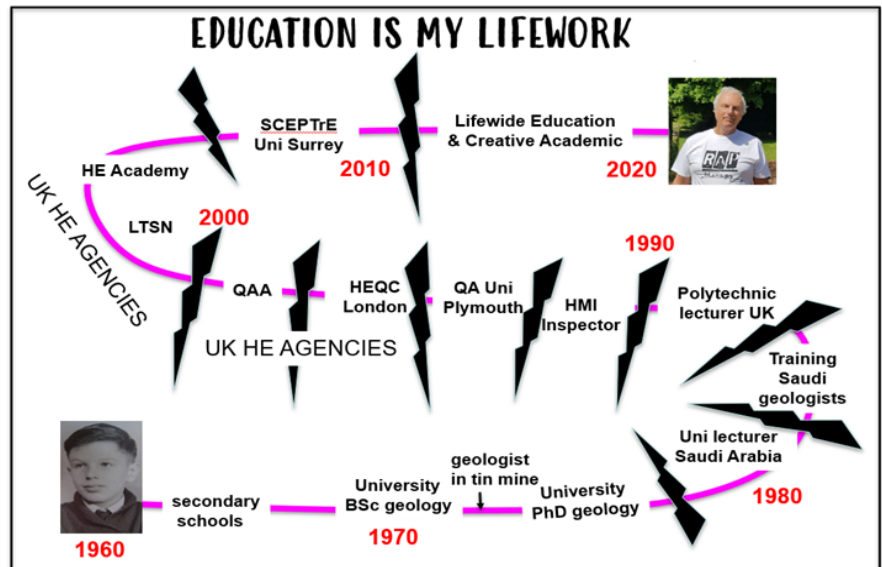 EDUCATION IS MY LIFEWORK
SCEPTrE
Uni Surrey
2010
Lifewide Education
& Creative Academic
2020
RAP
HE Academy
UK HE AGENCIES
LTSN
2000
QAA
UK HE AGENCIES
HEQC
London
QA Uni
Plymouth
HMI
Inspector
1990
Polytechnic
lecturer UK
Training
Saudi
geologists
Uni lecturer
Saudi Arabia
1980
geologist
in tin mine
University
PhD geology
University
BSc geology
1970
secondary
schools
1960